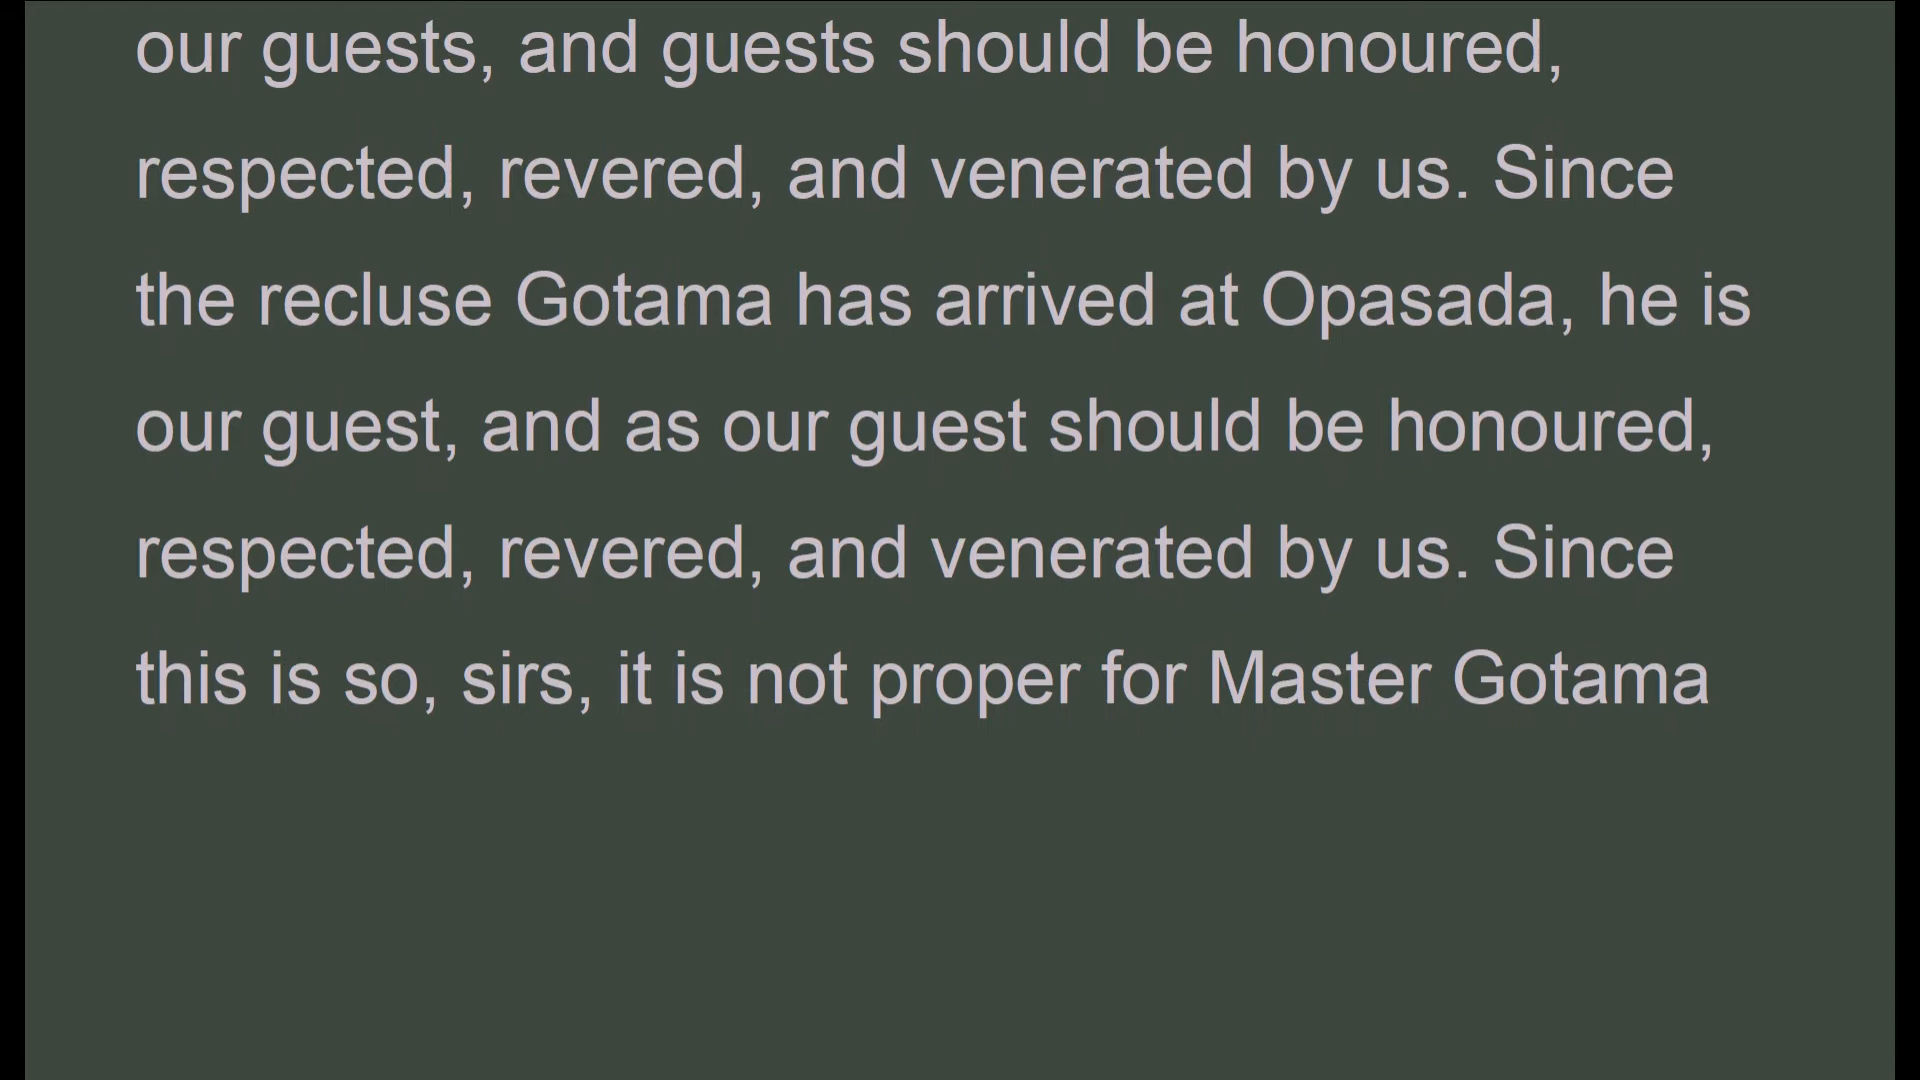 our guests, and guests should be honoured,
respected, revered, and venerated by us. Since
the recluse Gotama has arrived at Opasada, he is
our guest, and as our guest should be honoured,
respected, revered, and venerated by us. Since
this is so, sirs, it is not proper for Master Gotama